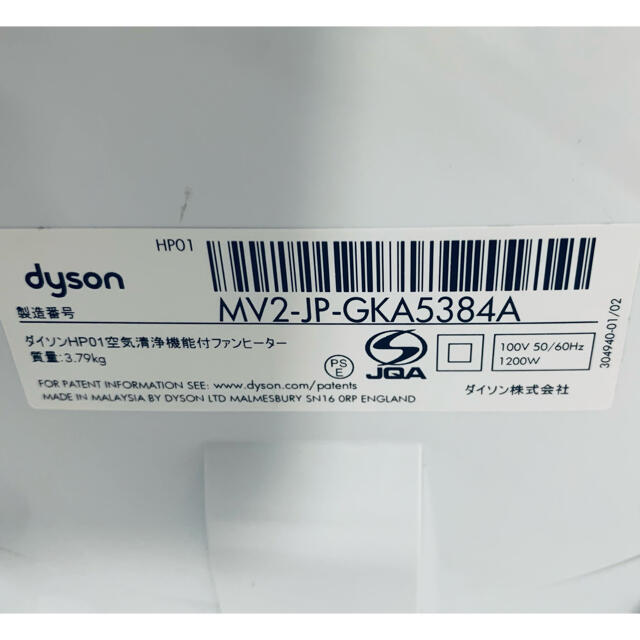 HP01
dyson
製造番号 MV2-JP-GKA5384A
ダイソンHP01空気清浄機能付ファンヒーター
質量:3.79kg
PS
E
S
JQA
100V 50/60Hz
1200W
FOR PATENT INFORMATION SEE: www.dyson.com/patents
MADE IN MALAYSIA BY DYSON LTD MALMESBURY SN16 0RP ENGLAND
ダイソン株式会社
304940-01/02